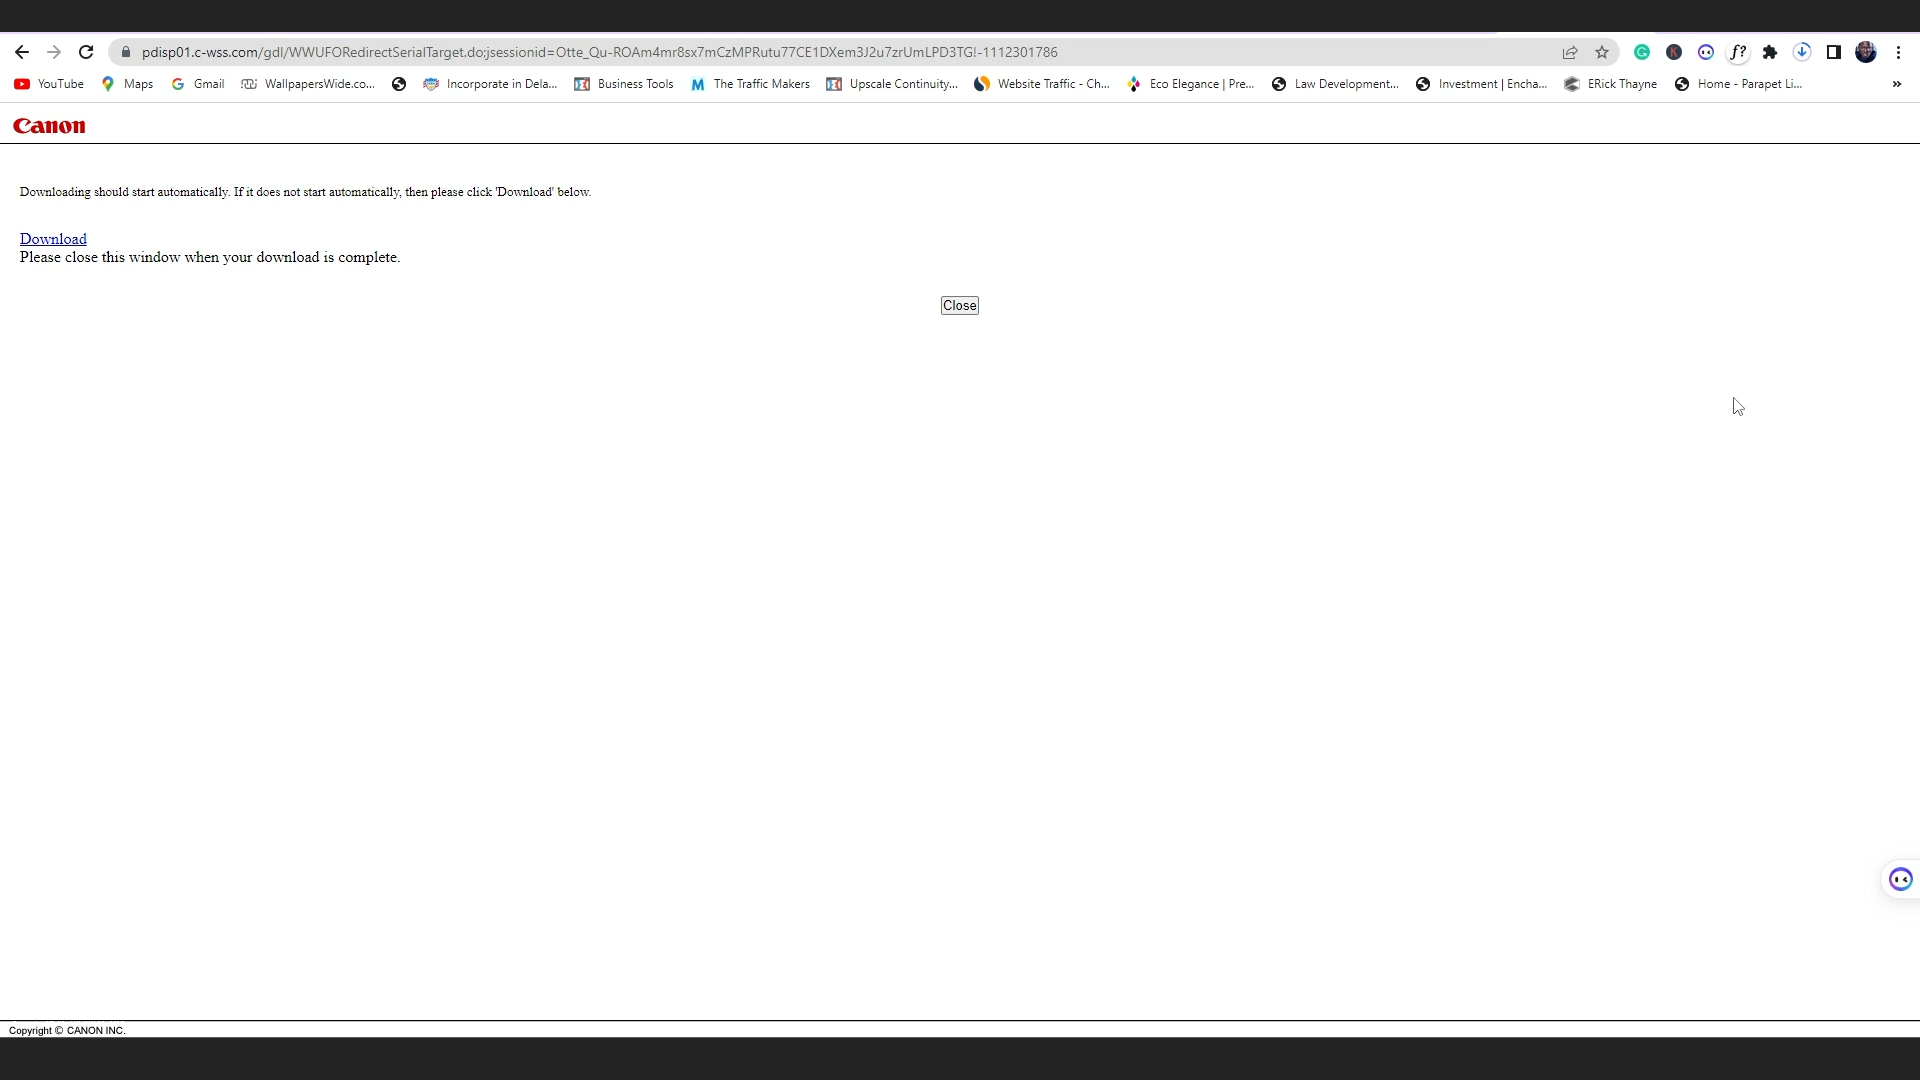 pdisp01.c-wss.com/gdl/WWUFORedirectSerialTarget.do;jsessionid=Otte_Qu-ROAm4mr8sx7mCzMPRutu77CE1DXem3J2u7zrUmLPD3TG!-1112301786
YouTube Maps Gmail WallpapersWide.co... Incorporate in Dela... Business Tools The Traffic Makers Upscale Continuity... Website Traffic - Ch... Eco Elegance | Pre... Law Development... Investment | Encha... ERick Thayne Home - Parapet Li... »
Canon
Downloading should start automatically. If it does not start automatically, then please click 'Download' below.
Download
Please close this window when your download is complete.
Close
Copyright © CANON INC.